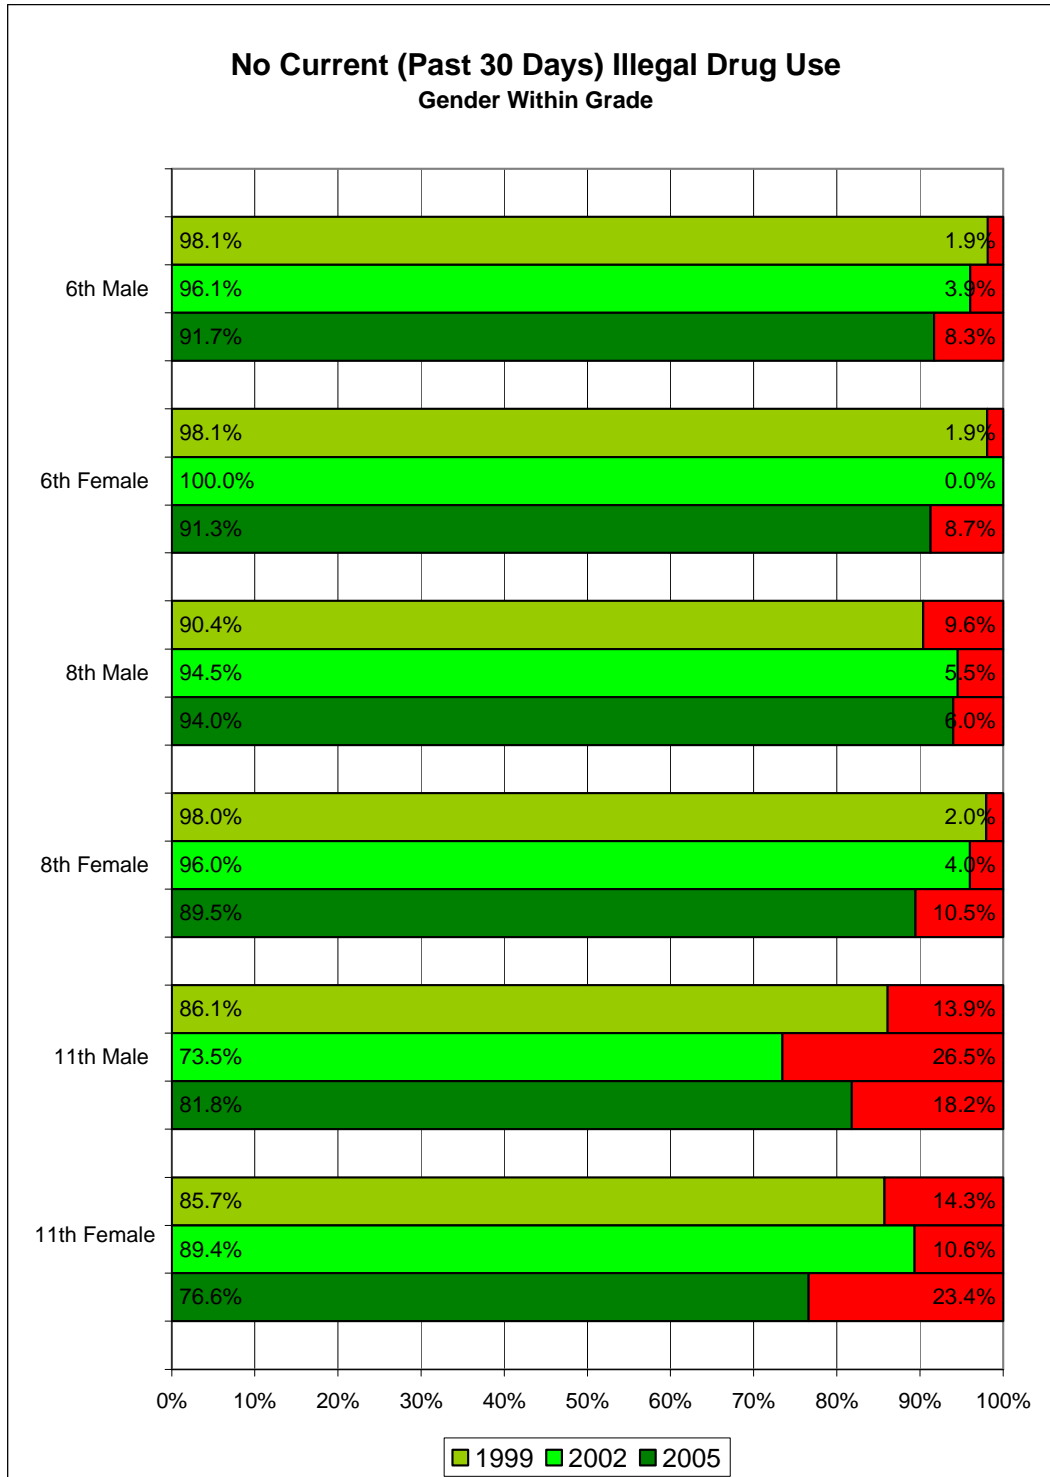 No Current (Past 30 Days) Illegal Drug Use
Gender Within Grade
98.1% 1.9%
6th Male 96.1% 3.9%
91.7% 8.3%
98.1% 1.9%
6th Female 100.0% 0.0%
91.3% 8.7%
90.4% 9.6%
8th Male 94.5% 5.5%
94.0% 6.0%
98.0% 2.0%
8th Female 96.0% 4.0%
89.5% 10.5%
86.1% 13.9%
11th Male 73.5% 26.5%
81.8% 18.2%
85.7% 14.3%
11th Female 89.4% 10.6%
76.6% 23.4%
0% 10% 20% 30% 40% 50% 60% 70% 80% 90% 100%
1999 2002 2005